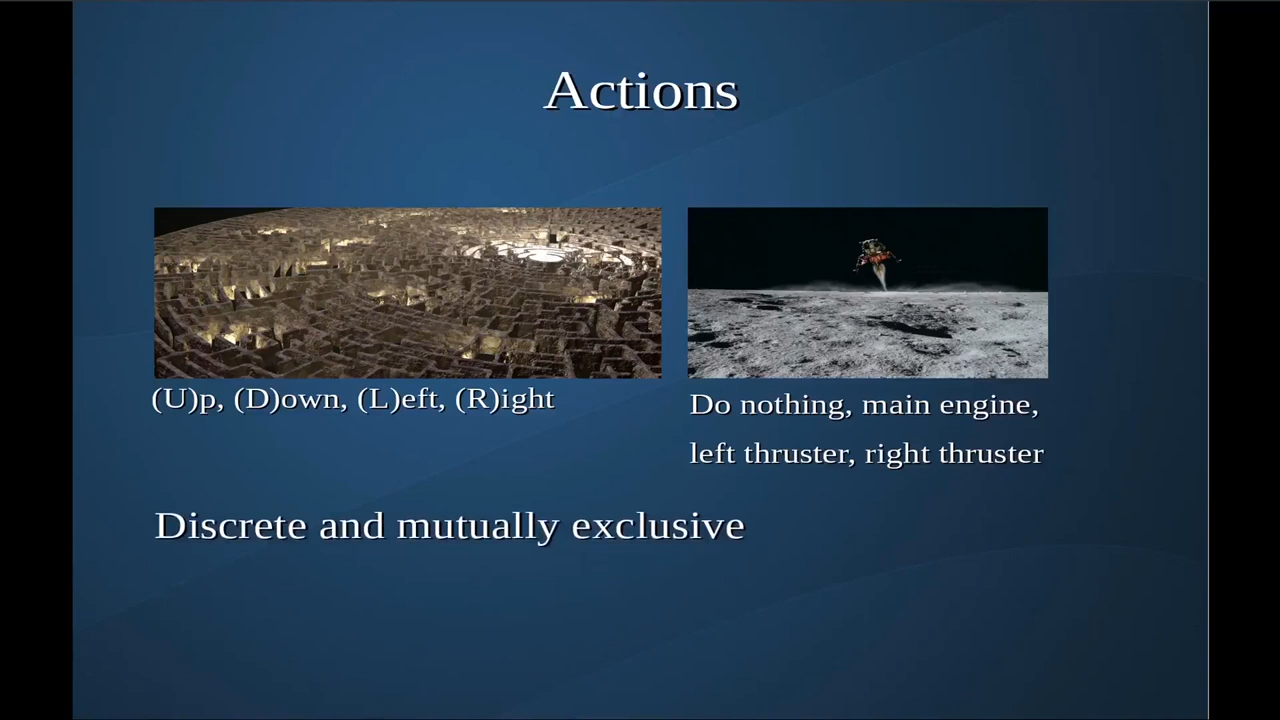 Actions
(U)p, (D)own, (L)eft, (R)ight
Do nothing, main engine,
left thruster, right thruster
Discrete and mutually exclusive